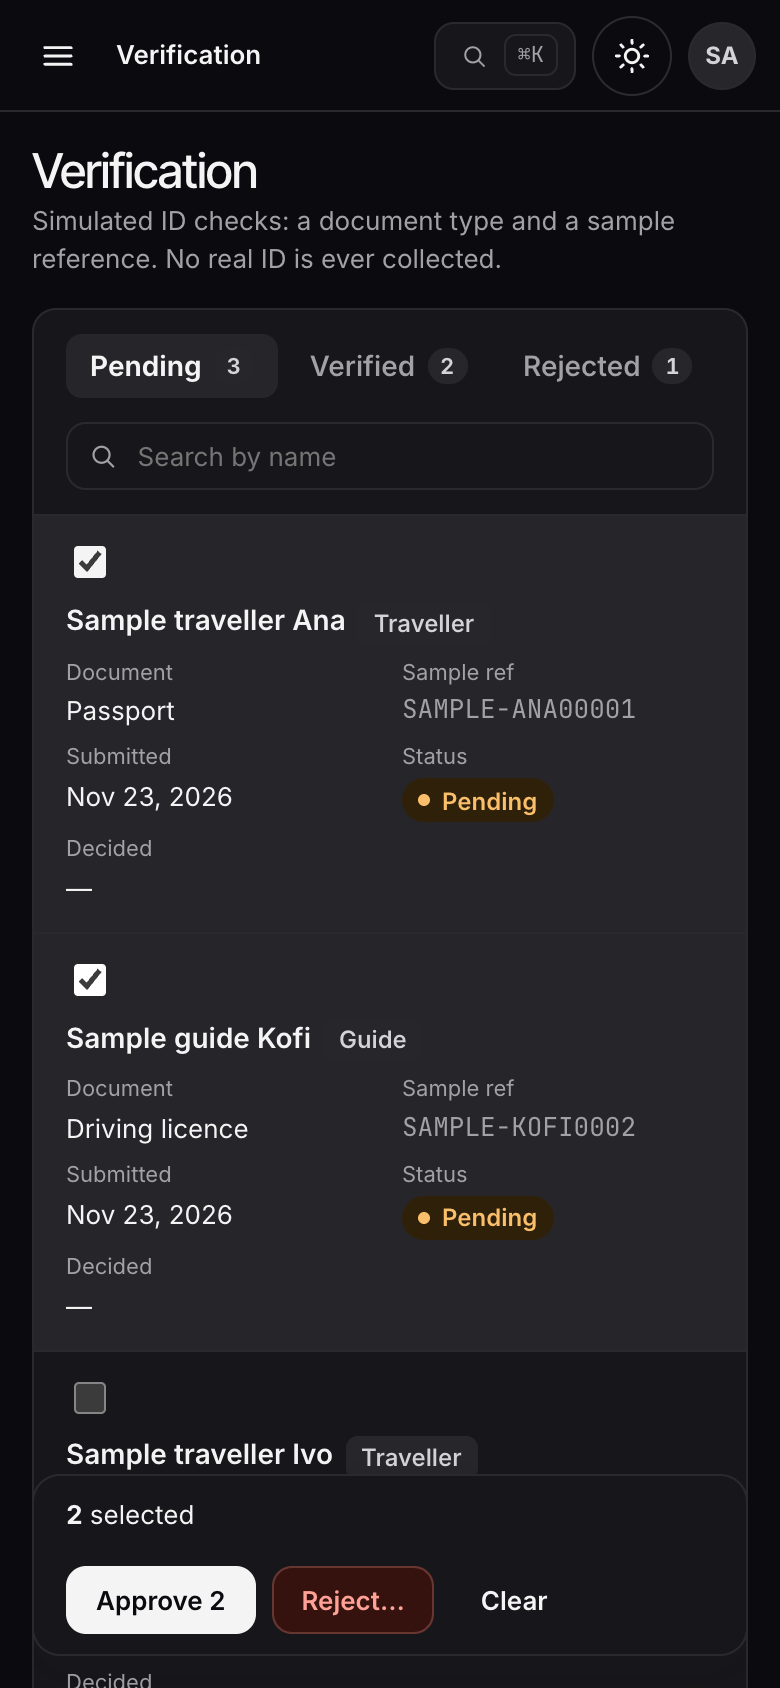 Verification
⌘K
SA
Verification
Simulated ID checks: a document type and a sample
reference. No real ID is ever collected.
Pending 3 Verified 2 Rejected 1
Search by name
Sample traveller Ana Traveller
Document Sample ref
Passport SAMPLE-ANA00001
Submitted Status
Nov 23, 2026 Pending
Decided
—
Sample guide Kofi Guide
Document Sample ref
Driving licence SAMPLE-KOFI0002
Submitted Status
Nov 23, 2026 Pending
Decided
—
Sample traveller Ivo Traveller
2 selected
Approve 2 Reject... Clear
Decided